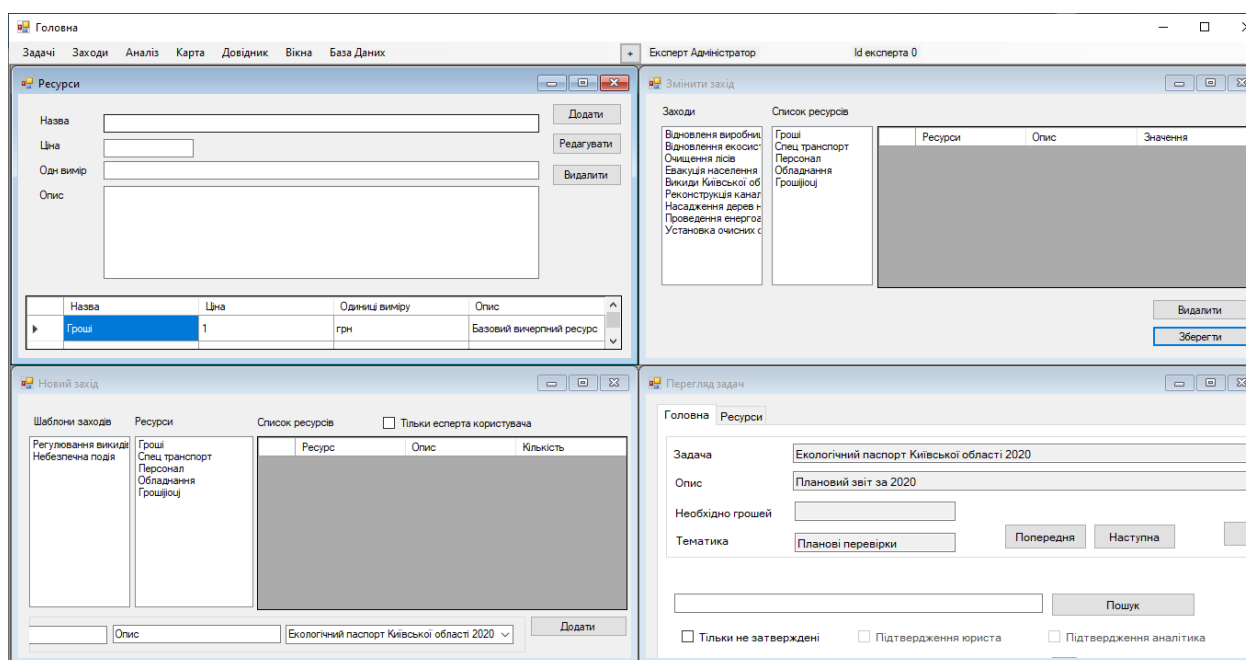 Головна
Задачі Заходи Аналіз Карта Довідник Вікна База Даних + Експерт Адміністратор Id експерта 0
Ресурси
Назва
Додати
Ціна
Редагувати
Одн вимір
Видалити
Опис
Назва Ціна Одиниці виміру Опис
Гроші 1 грн Базовий вичерпний ресурс
Змінити захід
Заходи Список ресурсів
Відновленя виробниц
Відновлення екосист
Очищення лісів
Евакуція населення
Викиди Київської об
Реконструкція канал
Насадження дерев н
Проведення енергоа
Установка очисних с
Гроші
Спец транспорт
Персонал
Обладнання
Грошіjouj
Ресурси Опис Значення
Видалити
Зберегти
Новий захід
Шаблони заходів Ресурси Список ресурсів Тільки есперта користувача
Регулювання викидів
Небезпечна подія
Гроші
Спец транспорт
Персонал
Обладнання
Грошіjouj
Ресурс Опис Кількість
Опис Екологічний паспорт Київської області 2020 Додати
Перегляд задач
Головна Ресурси
Задача Екологічний паспорт Київської області 2020
Опис Плановий звіт за 2020
Необхідно грошей
Тематика Планові перевірки Попередня Наступна
Пошук
Тільки не затверждені Підтвердження юриста Підтвердження аналітика